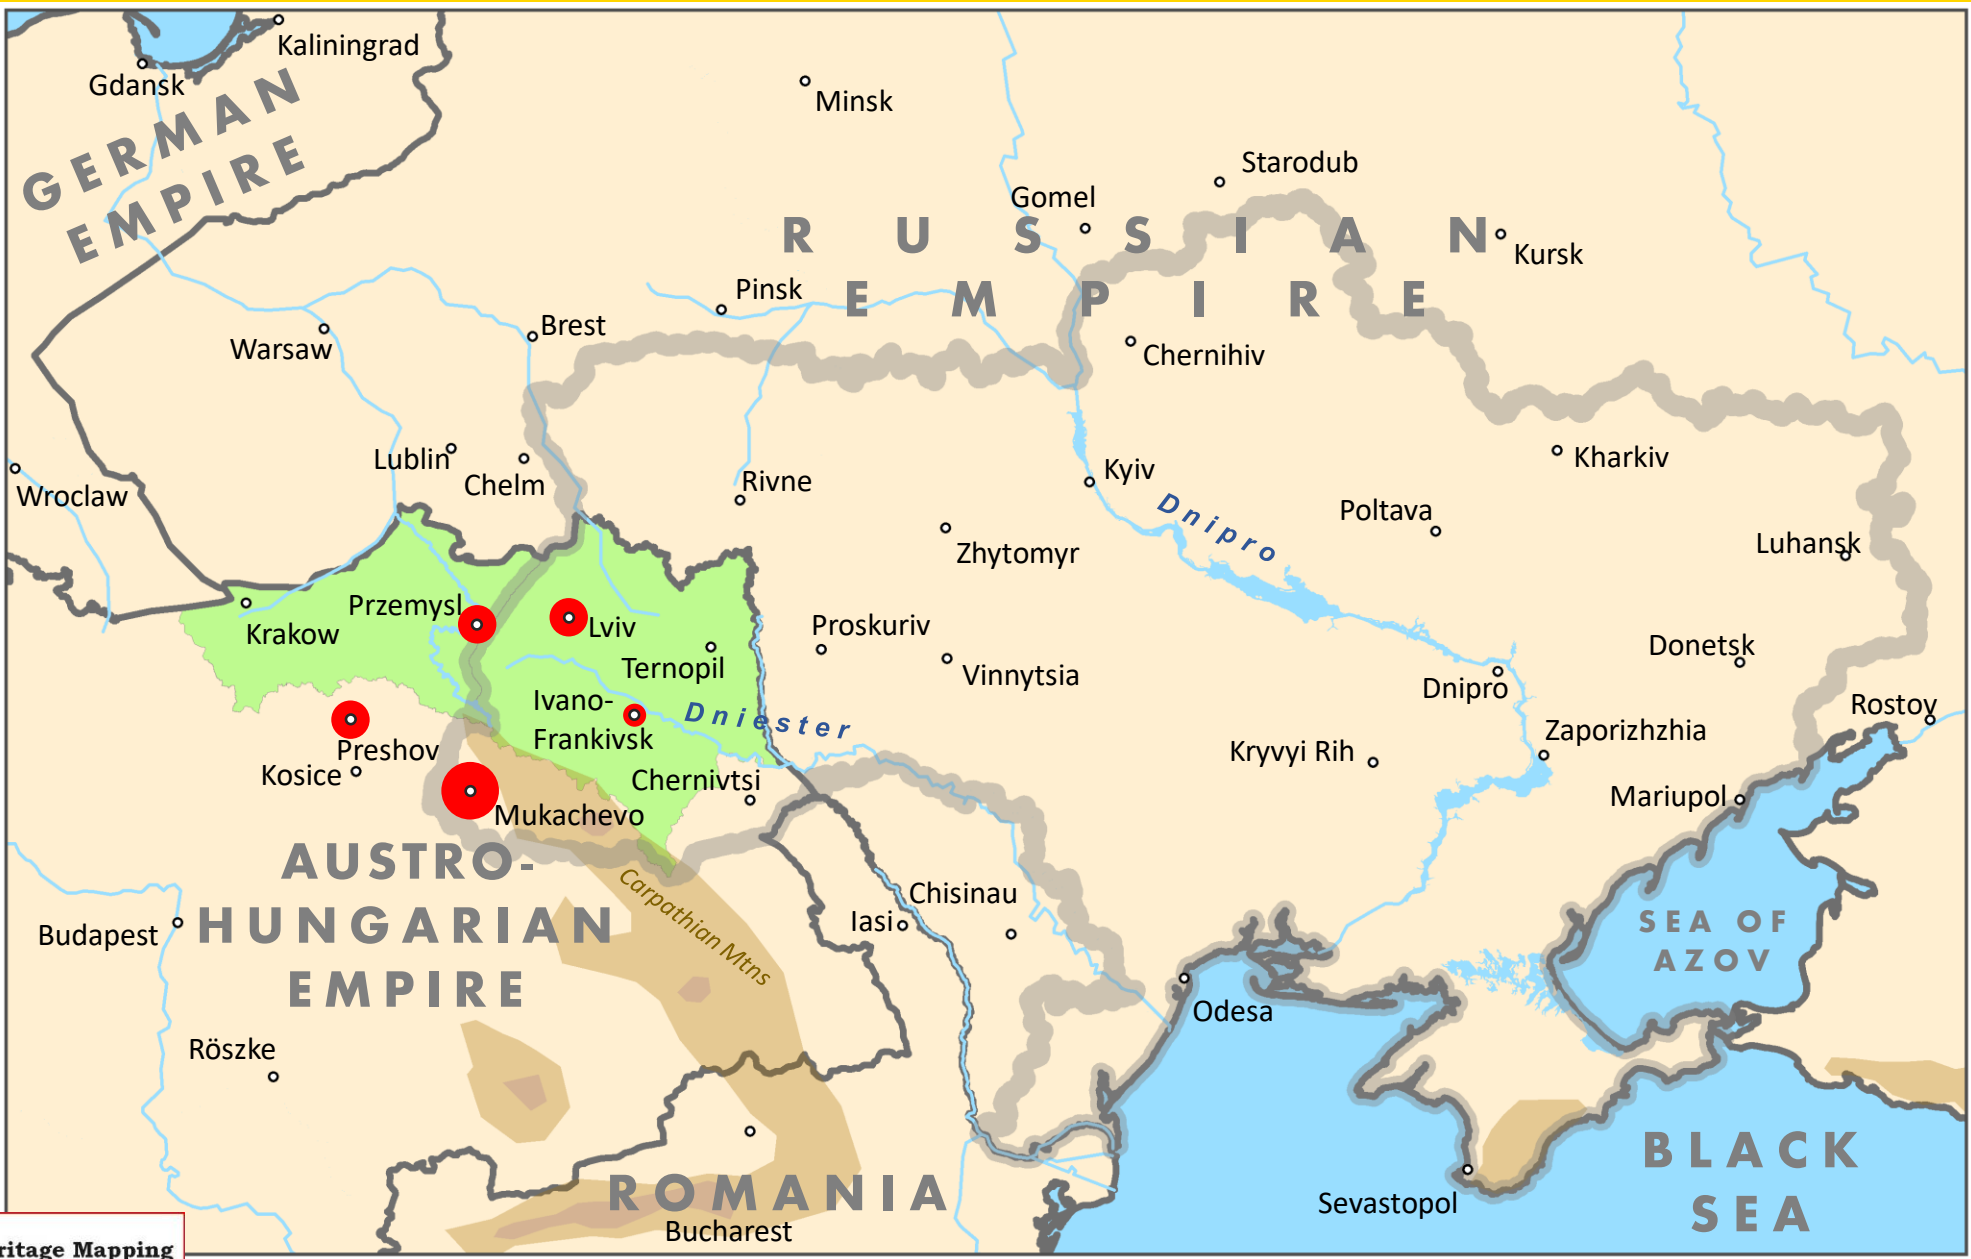 Kaliningrad
Gdansk
GERMAN
EMPIRE
Minsk
Starodub
Gomel
RUSSIAN
EMPIRE
Kursk
Pinsk
Brest
Warsaw
Chernihiv
Lublin
Chelm
Wroclaw
Rivne
Kyiv
Kharkiv
Dnipro
Poltava
Zhytomyr
Luhansk
Przemysl
Krakow
Lviv
Proskuriv
Ternopil
Vinnytsia
Donetsk
Dnipro
Ivano-
Frankivsk
Dniester
Rostov
Preshov
Kosice
Chernivtsi
Kryvyi Rih
Zaporizhzhia
Mukachevo
Mariupol
AUSTRO-
HUNGARIAN
EMPIRE
Carpathian Mtns
Chisinau
Iasi
Budapest
SEA OF
AZOV
Odesa
Röszke
BLACK
SEA
ROMANIA
Sevastopol
Bucharest
ritage Mapping